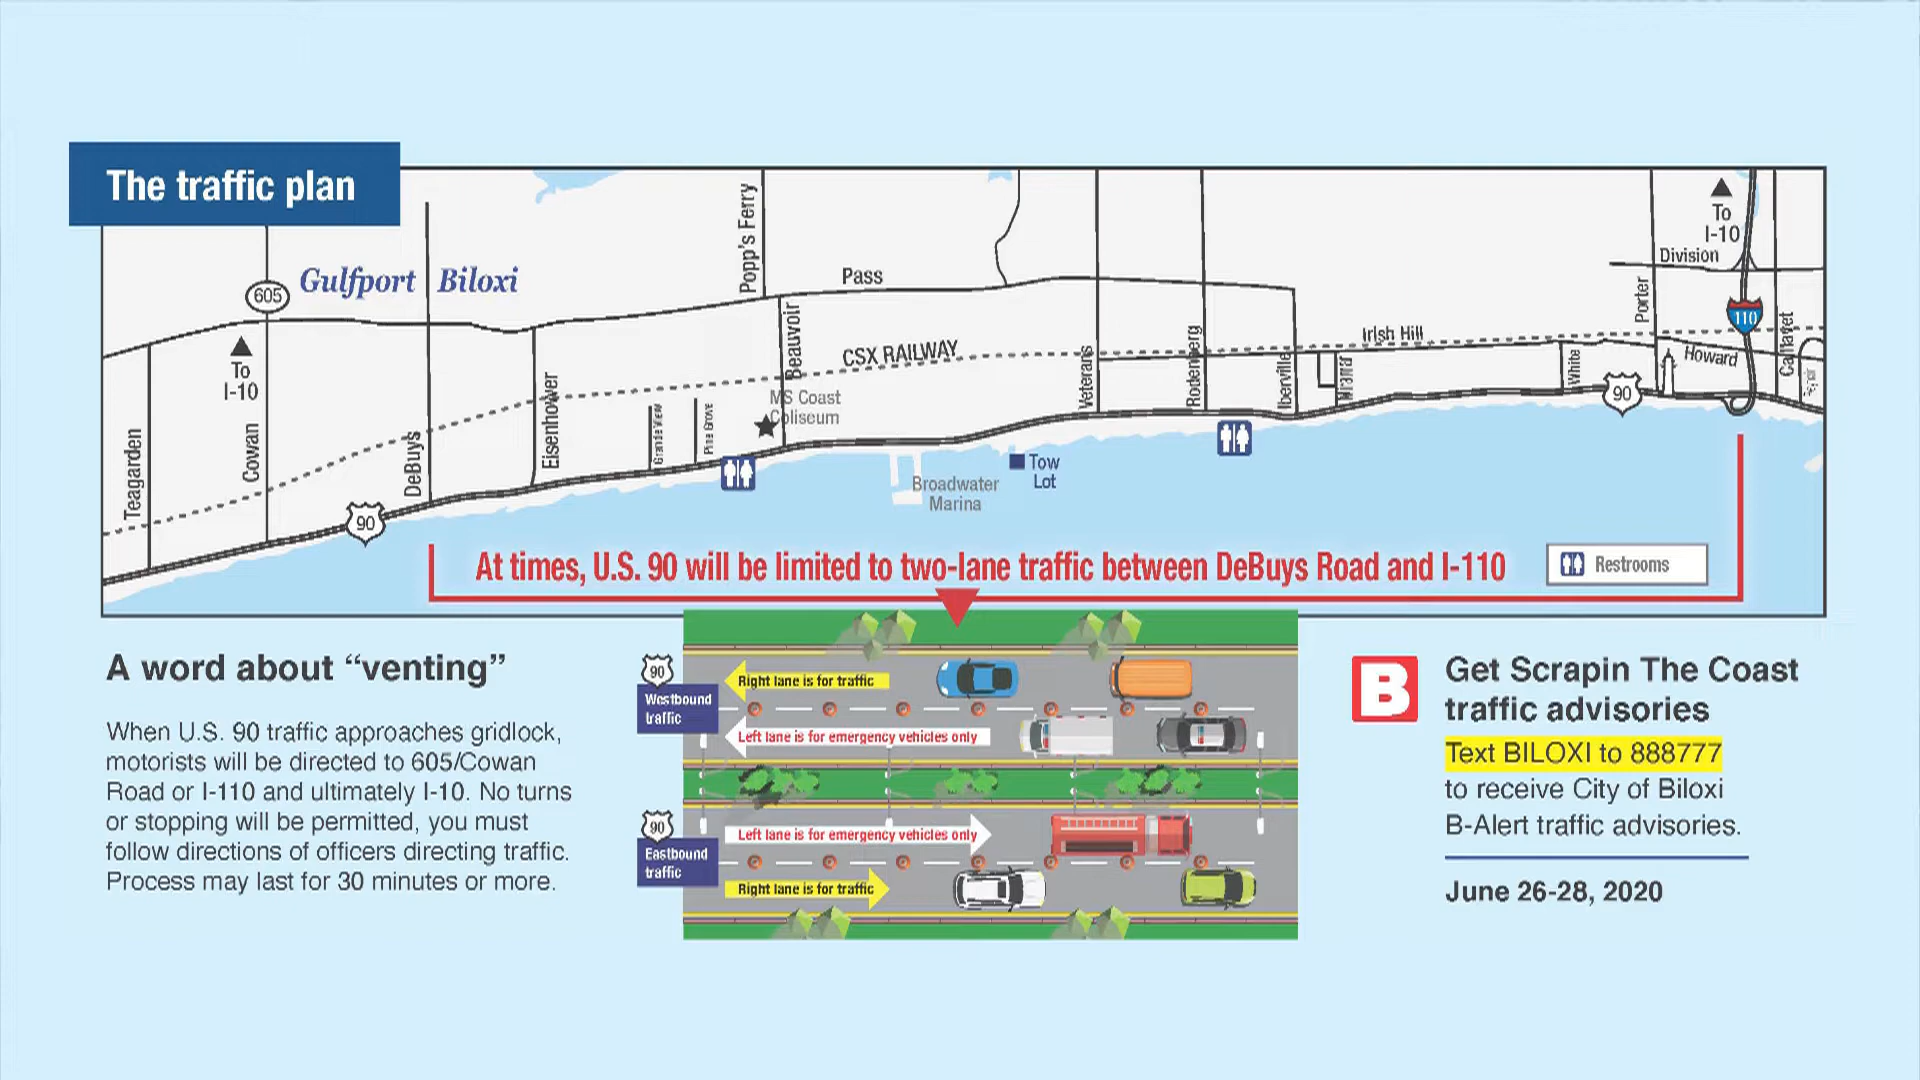 The traffic plan
Gulfport
Biloxi
605
To
I-10
Teagarden
Cowan
DeBuys
90
Eisenhower
Grande View
Pine Grove
Popp's Ferry
Beauvoir
Pass
CSX RAILWAY
MS Coast
Coliseum
Broadwater
Marina
Tow
Lot
Veterans
Rodenberg
Iberville
Miramar
Irish Hill
White
90
Porter
Division
To
I-10
110
Howard
Caillavet
At times, U.S. 90 will be limited to two-lane traffic between DeBuys Road and I-110
Restrooms
A word about “venting”
When U.S. 90 traffic approaches gridlock,
motorists will be directed to 605/Cowan
Road or I-110 and ultimately I-10. No turns
or stopping will be permitted, you must
follow directions of officers directing traffic.
Process may last for 30 minutes or more.
90
Westbound
traffic
Right lane is for traffic
Left lane is for emergency vehicles only
90
Eastbound
traffic
Left lane is for emergency vehicles only
Right lane is for traffic
B
Get Scrapin The Coast
traffic advisories
Text BILOXI to 888777
to receive City of Biloxi
B-Alert traffic advisories.
June 26-28, 2020